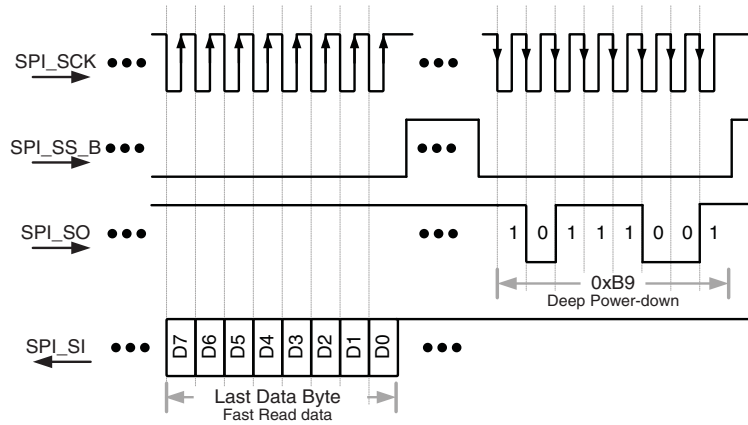 SPI_SCK
SPI_SS_B
SPI_SO
1 0 1 1 1 0 0 1
0xB9
Deep Power-down
SPI_SI
D7 D6 D5 D4 D3 D2 D1 D0
Last Data Byte
Fast Read data